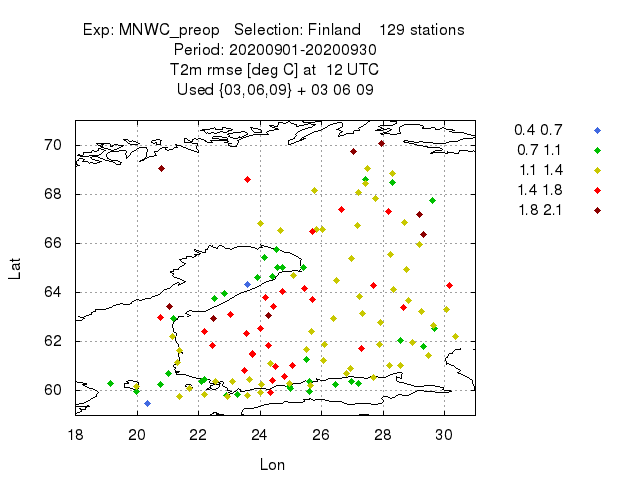 Exp: MNWC_preop Selection: Finland 129 stations
Period: 20200901-20200930
T2m rmse [deg C] at 12 UTC
Used {03,06,09} + 03 06 09
0.4 0.7
0.7 1.1
1.1 1.4
1.4 1.8
1.8 2.1
70
68
66
64
62
60
Lat
18 20 22 24 26 28 30
Lon